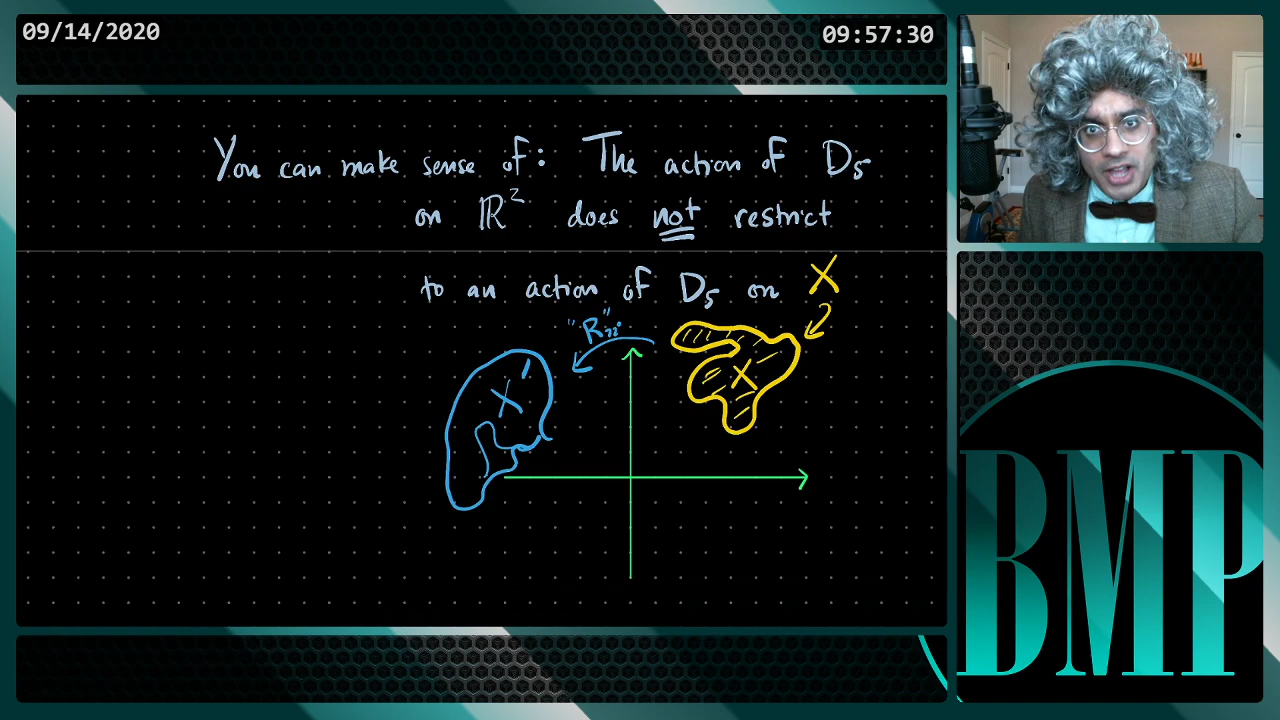 09/14/2020
09:57:30
You can make sense of: The action of D₅
on ℝ² does not restrict
to an action of D₅ on X
"R₇₂°"
X
X'
BMP